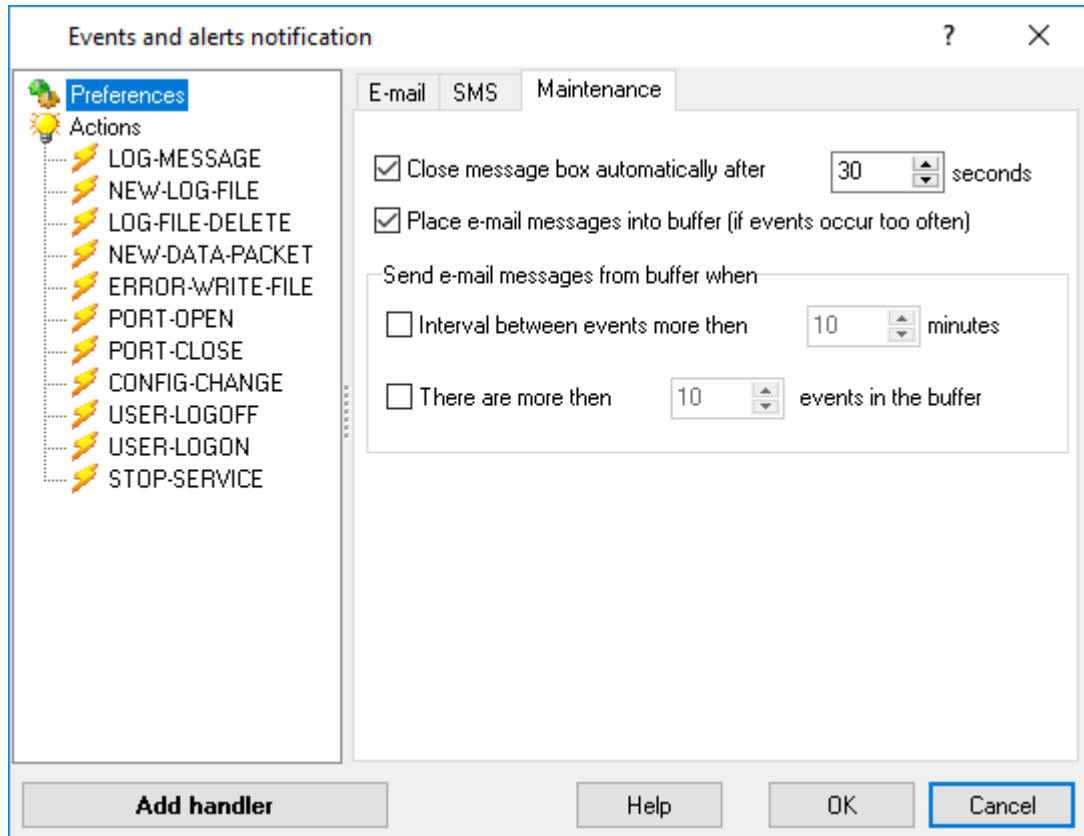 Events and alerts notification
?
Preferences
Actions
LOG-MESSAGE
NEW-LOG-FILE
LOG-FILE-DELETE
NEW-DATA-PACKET
ERROR-WRITE-FILE
PORT-OPEN
PORT-CLOSE
CONFIG-CHANGE
USER-LOGOFF
USER-LOGON
STOP-SERVICE
E-mail SMS Maintenance
Close message box automatically after 30 seconds
Place e-mail messages into buffer (if events occur too often)
Send e-mail messages from buffer when
Interval between events more then 10 minutes
There are more then 10 events in the buffer
Add handler Help OK Cancel